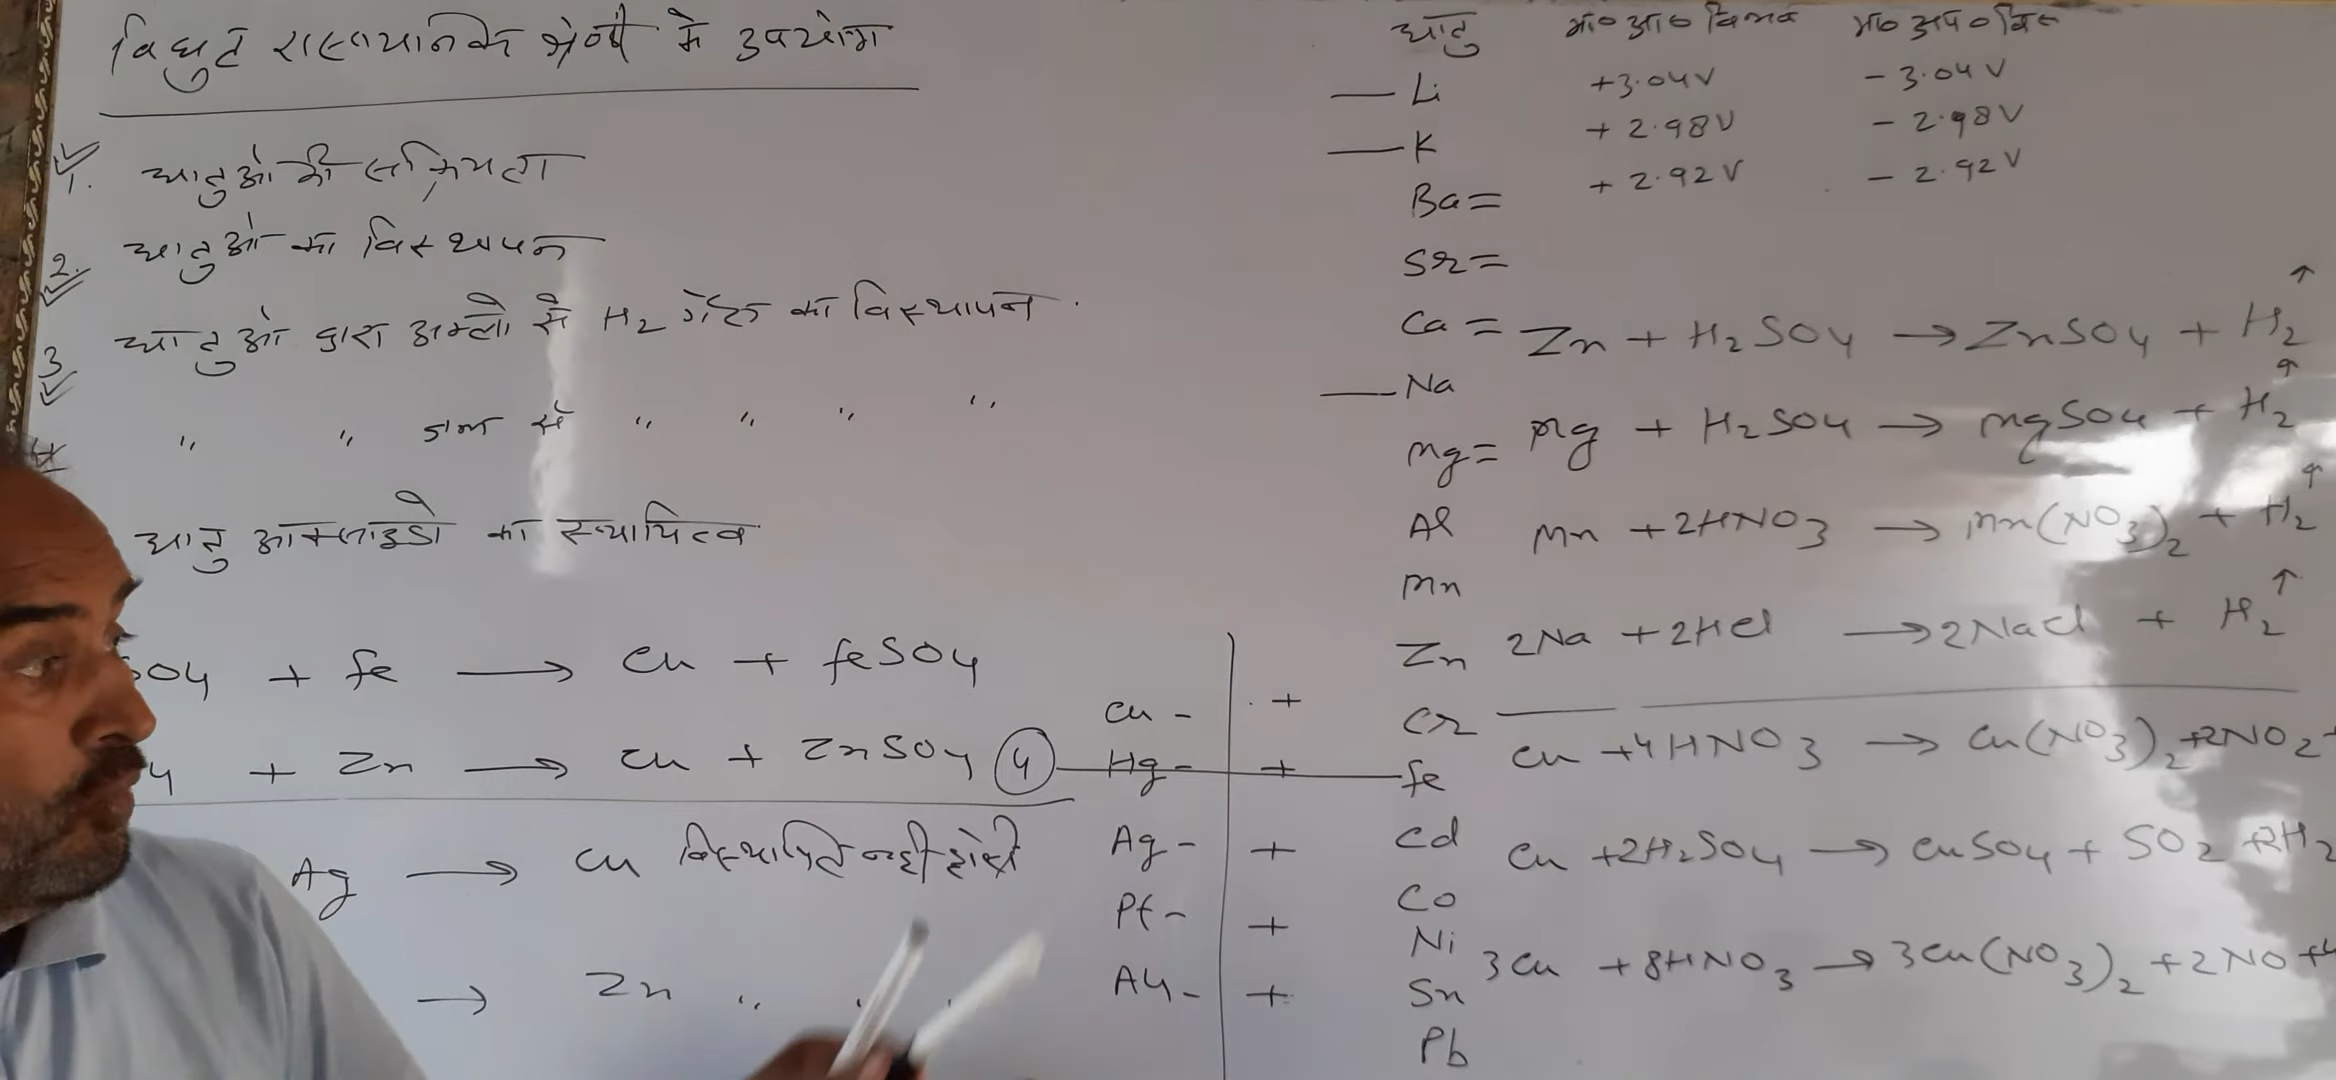 विद्युत रासायनिक श्रेणी के उपयोग
1. धातुओ की सक्रियता
2. धातुओ का विस्थापन
3. धातुओ द्वारा अम्लो से H2 गैस का विस्थापन
4 " " जल से " " " "
धातु आक्साइडो का स्थायित्व
SO4 + Fe → Cu + FeSO4
4 + Zn → Cu + ZnSO4 (4)
Ag → Cu विस्थापित नही होगी
→ Zn " "
Cu - +
Hg - +
Ag - +
Pt - +
Au - +
धातु मा० आ० विभव मा० अप० वि०
Li +3.04V - 3.04V
K + 2.98V - 2.98V
Ba = + 2.92V - 2.92V
Sr =
Ca =
Na
Mg =
Al
Mn
Zn
Cr
Fe
Cd
Co
Ni
Sn
Pb
Zn + H2SO4 → ZnSO4 + H2↑
Mg + H2SO4 → MgSO4 + H2↑
Mn + 2HNO3 → Mn(NO3)2 + H2↑
2Na + 2HCl → 2NaCl + H2↑
Cu + 4HNO3 → Cu(NO3)2 + 2NO2 +
Cu + 2H2SO4 → CuSO4 + SO2 + 2H2
3Cu + 8HNO3 → 3Cu(NO3)2 + 2NO + 4